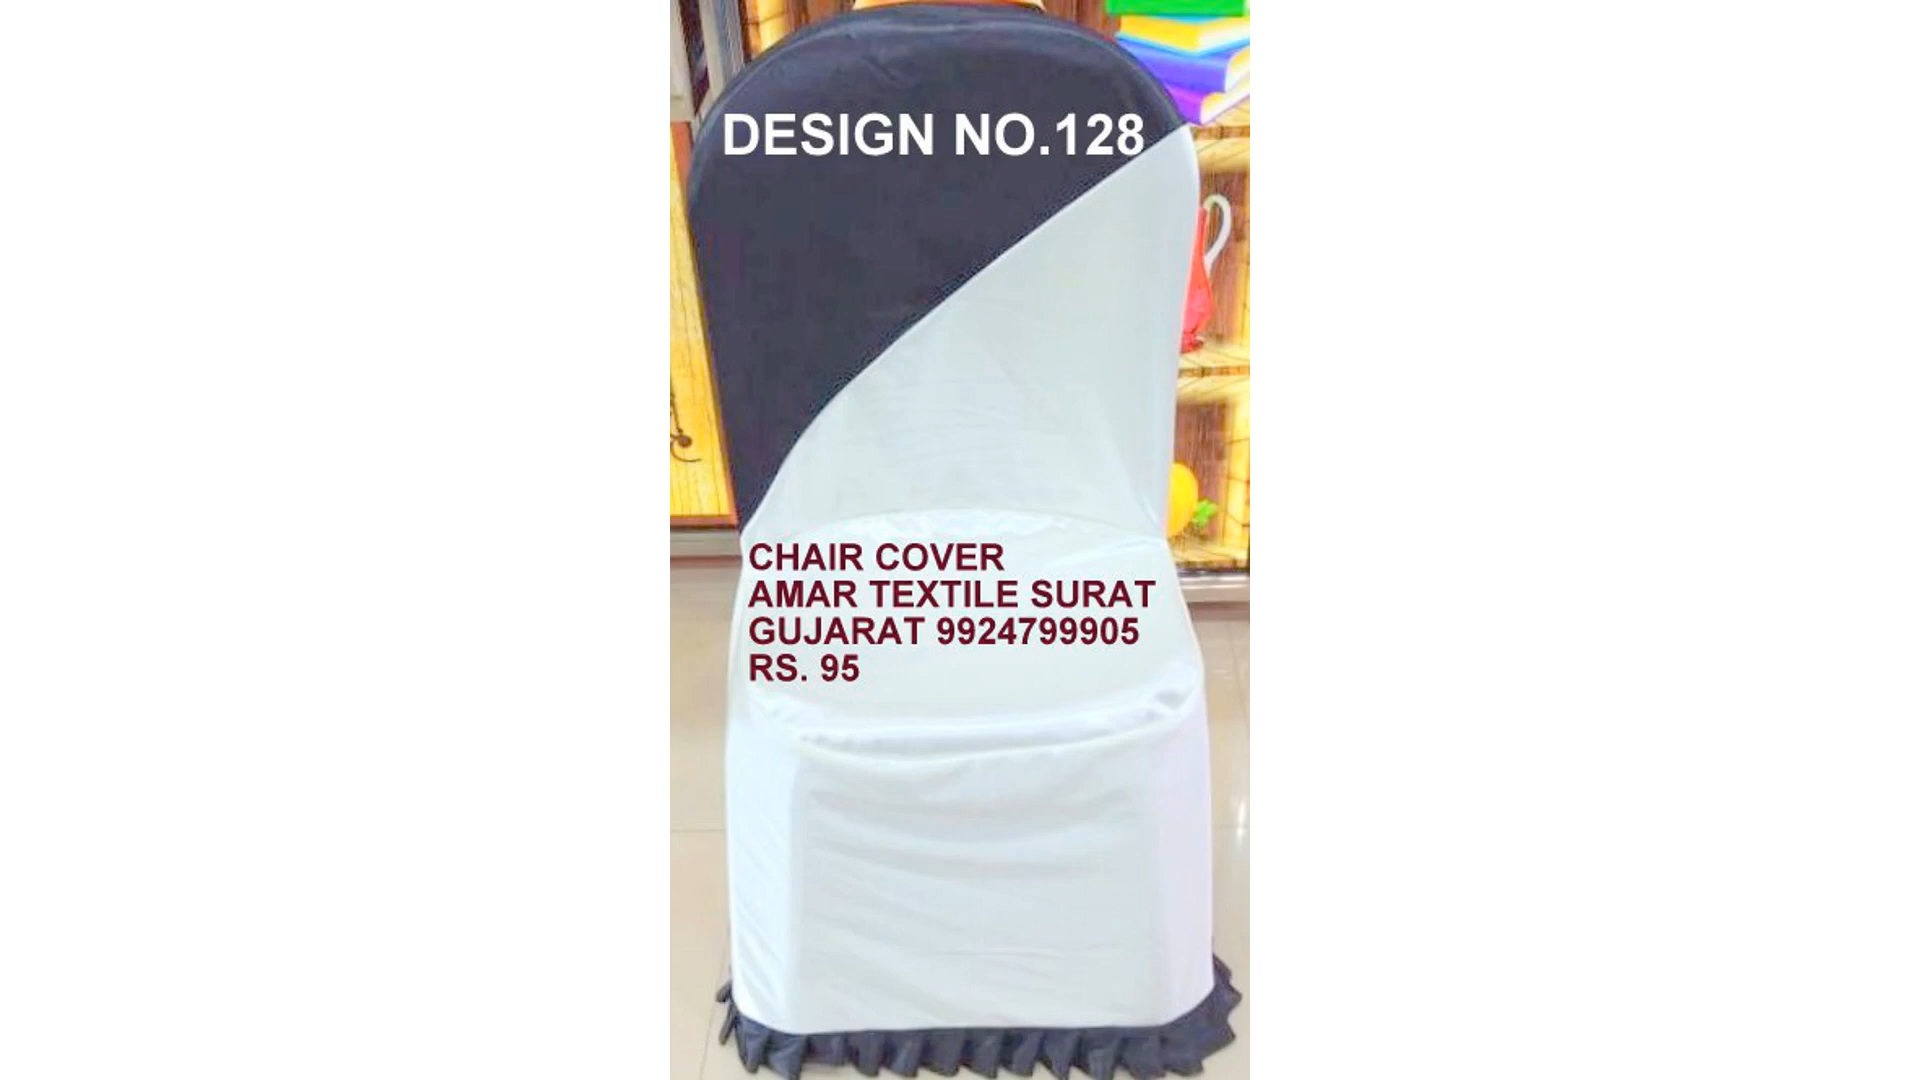 DESIGN NO.128
CHAIR COVER
AMAR TEXTILE SURAT
GUJARAT 9924799905
RS. 95